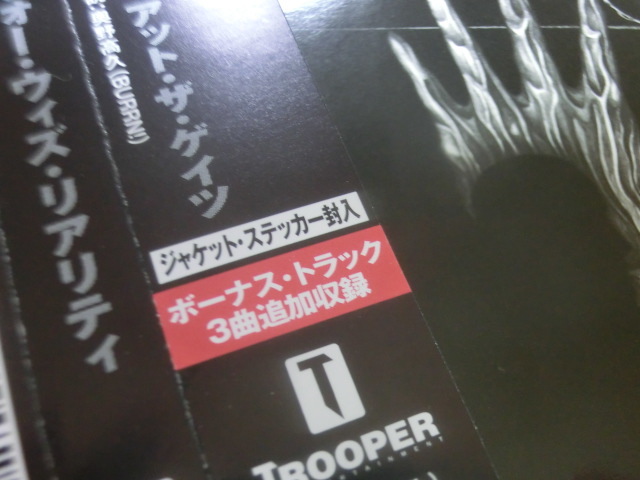 アット・ザ・ゲイツ
(BURRN!)
オー・ウィズ・リアリティ
ジャケット・ステッカー封入
ボーナス・トラック
3曲追加収録
T
TROOPER